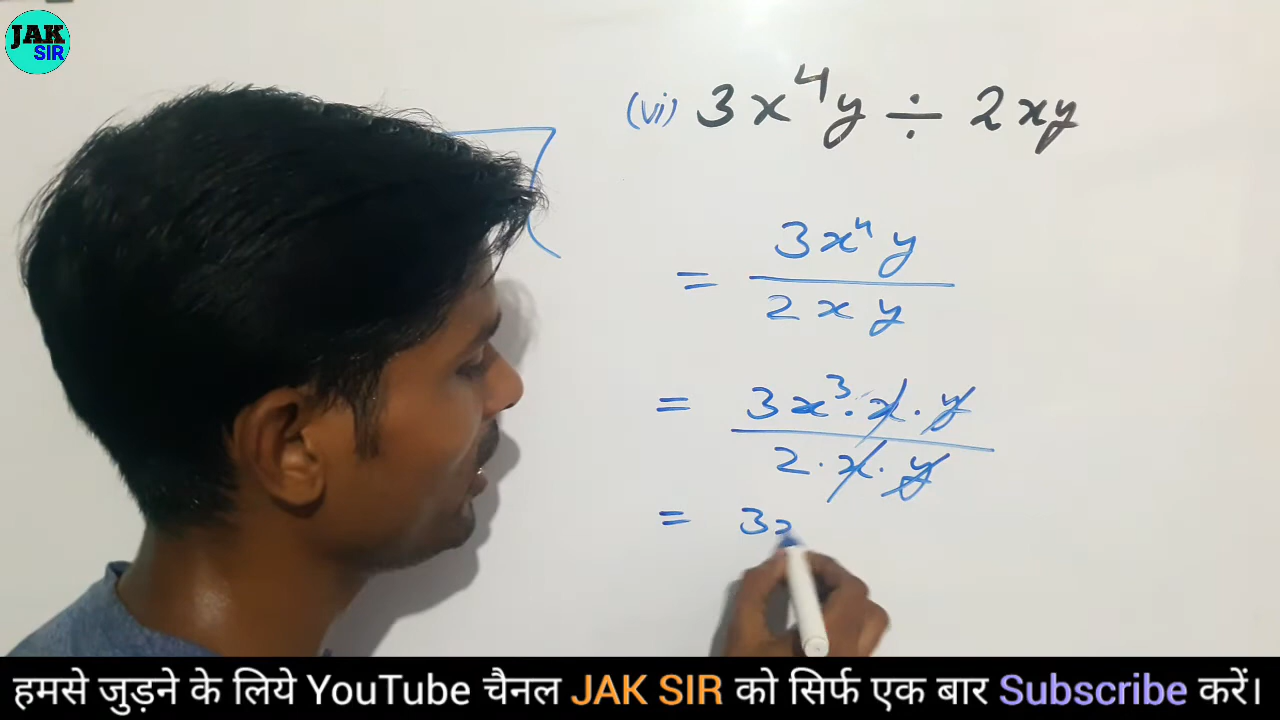 JAK
SIR
(vi) 3x⁴y ÷ 2xy
= 3x⁴y
2xy
= 3x³·x·y
2·x·y
= 3x
हमसे जुड़ने के लिये YouTube चैनल JAK SIR को सिर्फ एक बार Subscribe करें।